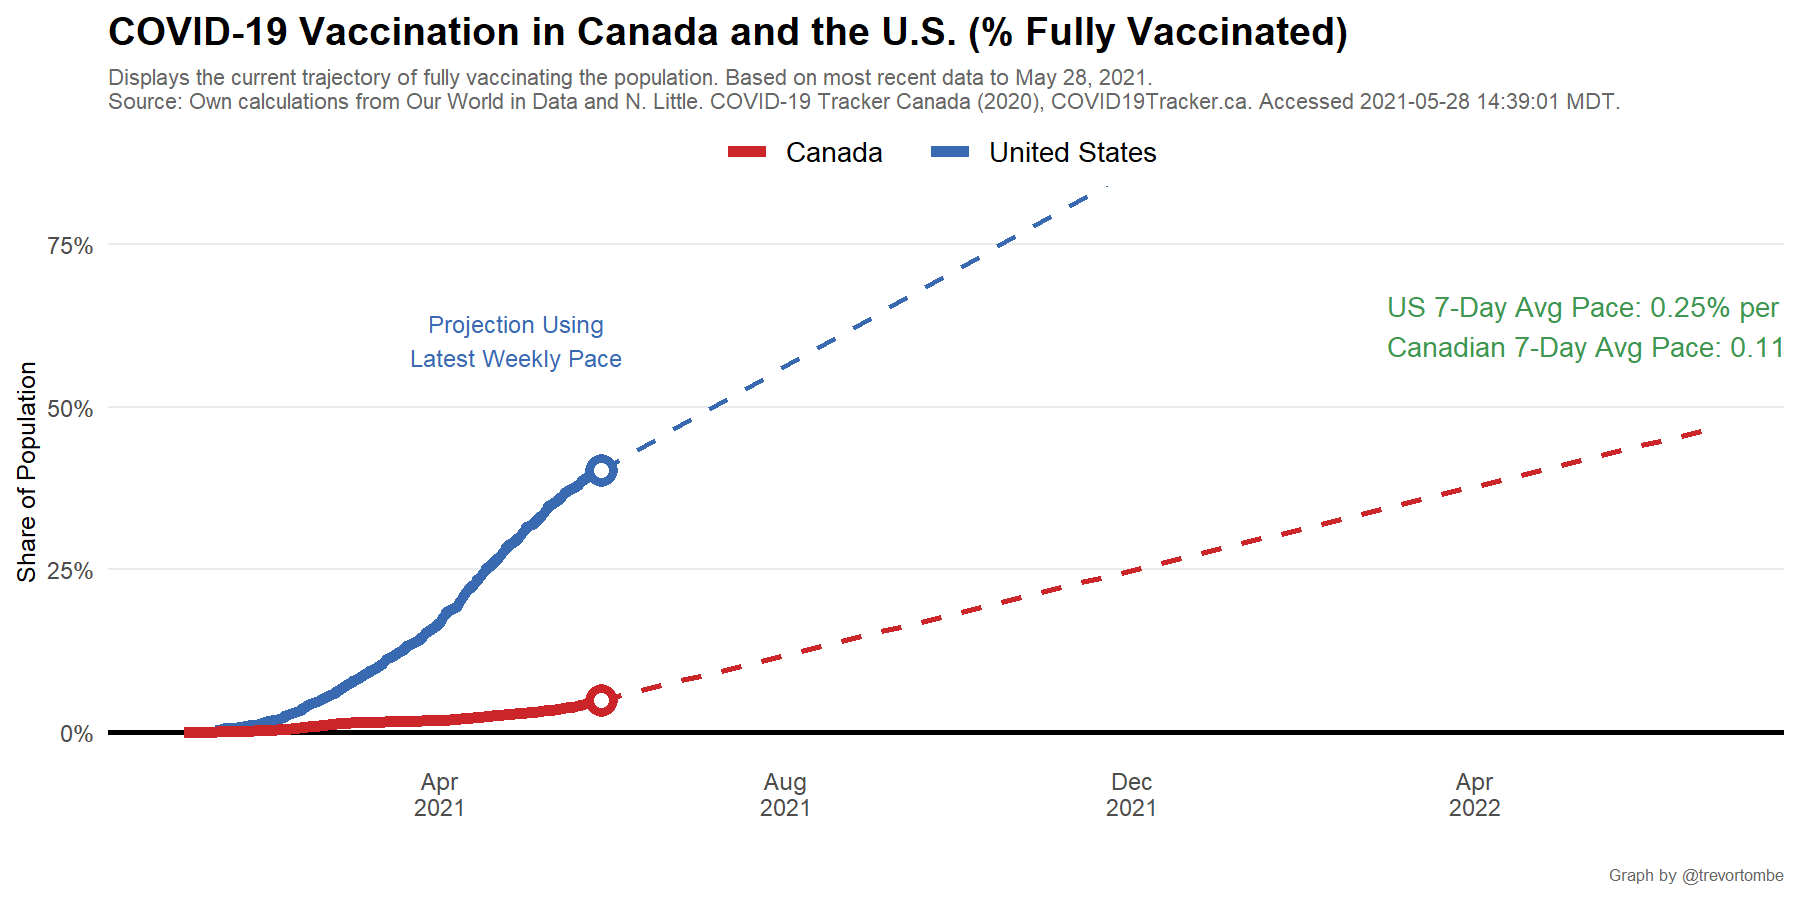 COVID-19 Vaccination in Canada and the U.S. (% Fully Vaccinated)
Displays the current trajectory of fully vaccinating the population. Based on most recent data to May 28, 2021.
Source: Own calculations from Our World in Data and N. Little. COVID-19 Tracker Canada (2020), COVID19Tracker.ca. Accessed 2021-05-28 14:39:01 MDT.
Canada
United States
75%
50%
25%
0%
Share of Population
Projection Using
Latest Weekly Pace
US 7-Day Avg Pace: 0.25% per
Canadian 7-Day Avg Pace: 0.11
Apr
2021
Aug
2021
Dec
2021
Apr
2022
Graph by @trevortombe